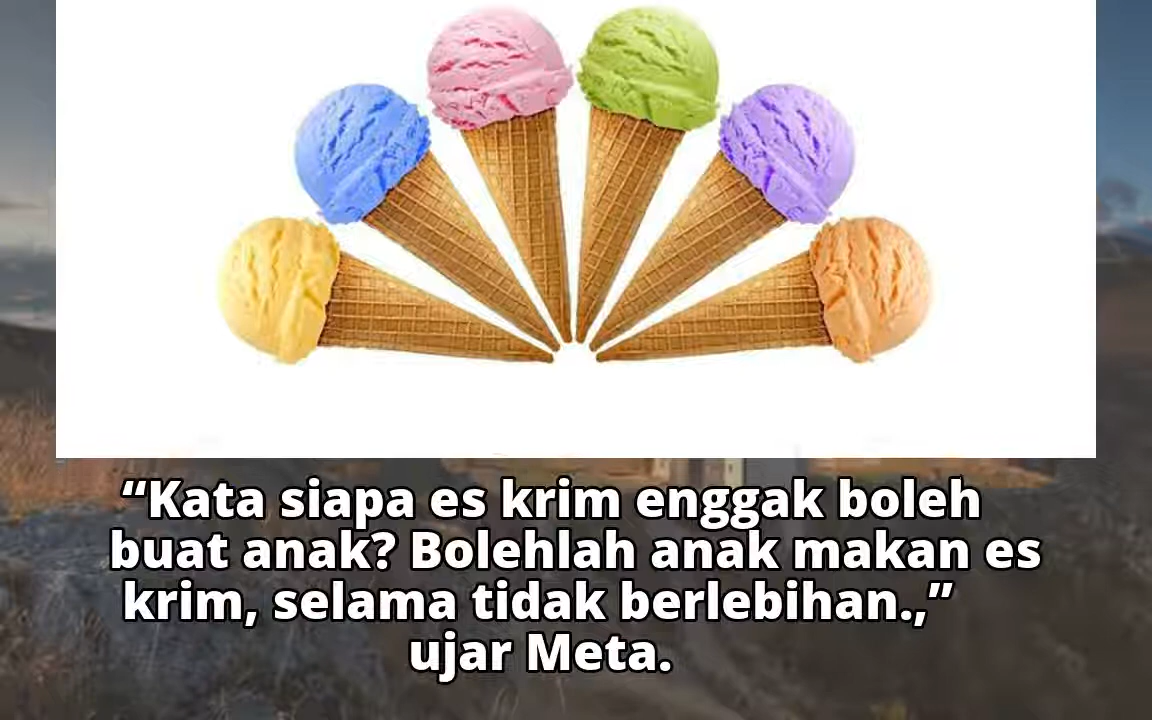 “Kata siapa es krim enggak boleh
buat anak? Bolehlah anak makan es
krim, selama tidak berlebihan.,”
ujar Meta.